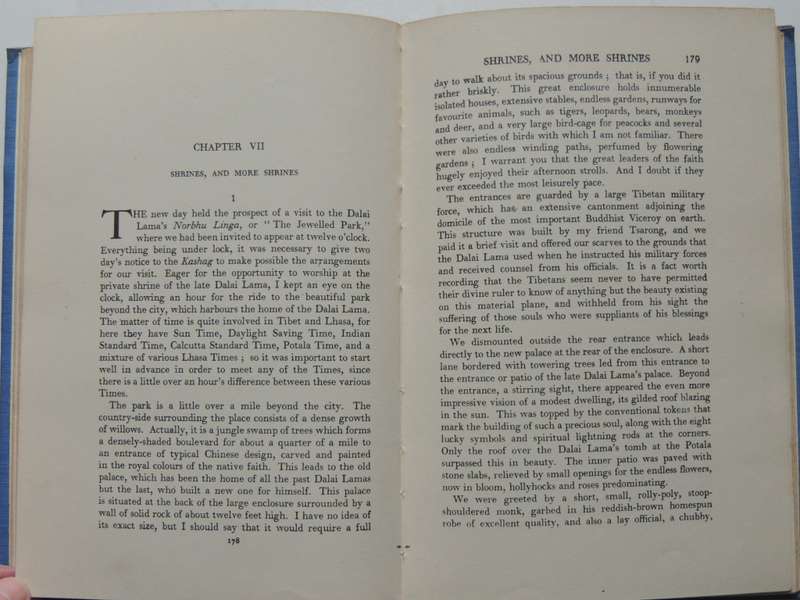 CHAPTER VII
SHRINES, AND MORE SHRINES
I
THE new day held the prospect of a visit to the Dalai
Lama's Norbhu Linga, or "The Jewelled Park,"
where we had been invited to appear at twelve o'clock.
Everything being under lock, it was necessary to give two
day's notice to the Kashag to make possible the arrangements
for our visit. Eager for the opportunity to worship at the
private shrine of the late Dalai Lama, I kept an eye on the
clock, allowing an hour for the ride to the beautiful park
beyond the city, which harbours the home of the Dalai Lama.
The matter of time is quite involved in Tibet and Lhasa, for
here they have Sun Time, Daylight Saving Time, Indian
Standard Time, Calcutta Standard Time, Potala Time, and a
mixture of various Lhasa Times ; so it was important to start
well in advance in order to meet any of the Times, since
there is a little over an hour's difference between these various
Times.
The park is a little over a mile beyond the city. The
country-side surrounding the place consists of a dense growth
of willows. Actually, it is a jungle swamp of trees which forms
a densely-shaded boulevard for about a quarter of a mile to
an entrance of typical Chinese design, carved and painted
in the royal colours of the native faith. This leads to the old
palace, which has been the home of all the past Dalai Lamas
but the last, who built a new one for himself. This palace
is situated at the back of the large enclosure surrounded by a
wall of solid rock of about twelve feet high. I have no idea of
its exact size, but I should say that it would require a full
178
SHRINES, AND MORE SHRINES 179
day to walk about its spacious grounds ; that is, if you did it
rather briskly. This great enclosure holds innumerable
isolated houses, extensive stables, endless gardens, runways for
favourite animals, such as tigers, leopards, bears, monkeys
and deer, and a very large bird-cage for peacocks and several
other varieties of birds with which I am not familiar. There
were also endless winding paths, perfumed by flowering
gardens ; I warrant you that the great leaders of the faith
hugely enjoyed their afternoon strolls. And I doubt if they
ever exceeded the most leisurely pace.
The entrances are guarded by a large Tibetan military
force, which has an extensive cantonment adjoining the
domicile of the most important Buddhist Viceroy on earth.
This structure was built by my friend Tsarong, and we
paid it a brief visit and offered our scarves to the grounds that
the Dalai Lama used when he instructed his military forces
and received counsel from his officials. It is a fact worth
recording that the Tibetans seem never to have permitted
their divine ruler to know of anything but the beauty existing
on this material plane, and withheld from his sight the
suffering of those souls who were suppliants of his blessings
for the next life.
We dismounted outside the rear entrance which leads
directly to the new palace at the rear of the enclosure. A short
lane bordered with towering trees led from this entrance to
the entrance or patio of the late Dalai Lama's palace. Beyond
the entrance, a stirring sight, there appeared the even more
impressive vision of a modest dwelling, its gilded roof blazing
in the sun. This was topped by the conventional tokens that
mark the building of such a precious soul, along with the eight
lucky symbols and spiritual lightning rods at the corners.
Only the roof over the Dalai Lama's tomb at the Potala
surpassed this in beauty. The inner patio was paved with
stone slabs, relieved by small openings for the endless flowers,
now in bloom, hollyhocks and roses predominating.
We were greeted by a short, small, rolly-poly, stoop-
shouldered monk, garbed in his reddish-brown homespun
robe of excellent quality, and also a lay official, a chubby,